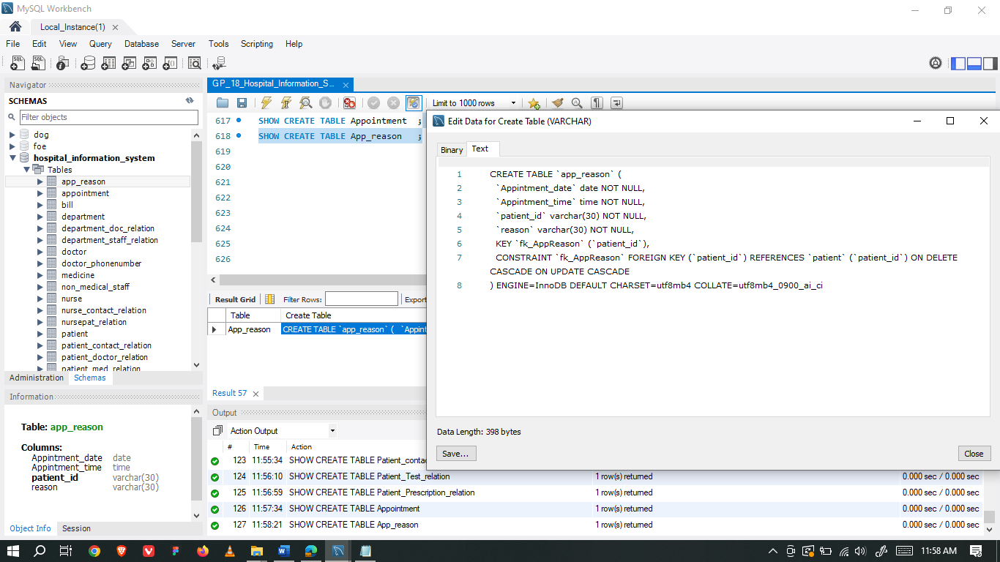 MySQL Workbench
Local_Instance(1)
File Edit View Query Database Server Tools Scripting Help
Navigator
SCHEMAS
Filter objects
dog
foe
hospital_information_system
Tables
app_reason
appointment
bill
department
department_doc_relation
department_staff_relation
doctor
doctor_phonenumber
medicine
non_medical_staff
nurse
nurse_contact_relation
nursepat_relation
patient
patient_contact_relation
patient_doctor_relation
patient_med_relation
Administration Schemas
Information
Table: app_reason
Columns:
Appintment_date date
Appintment_time time
patient_id varchar(30)
reason varchar(30)
Object Info Session
GP_18_Hospital_Information_S...
Limit to 1000 rows
617 SHOW CREATE TABLE Appointment ;
618 SHOW CREATE TABLE App_reason ;
619
620
621
622
623
624
625
626
Result Grid Filter Rows: Export
Table Create Table
App_reason CREATE TABLE `app_reason` ( `Appint
Result 57
Output
Action Output
# Time Action
123 11:55:34 SHOW CREATE TABLE Patient_conta
124 11:56:10 SHOW CREATE TABLE Patient_Test_relation 1 row(s) returned 0.000 sec / 0.000 sec
125 11:56:59 SHOW CREATE TABLE Patient_Prescription_relation 1 row(s) returned 0.000 sec / 0.000 sec
126 11:57:34 SHOW CREATE TABLE Appointment 1 row(s) returned 0.000 sec / 0.000 sec
127 11:58:21 SHOW CREATE TABLE App_reason 1 row(s) returned 0.000 sec / 0.000 sec
Edit Data for Create Table (VARCHAR)
Binary Text
1 CREATE TABLE `app_reason` (
2 `Appintment_date` date NOT NULL,
3 `Appintment_time` time NOT NULL,
4 `patient_id` varchar(30) NOT NULL,
5 `reason` varchar(30) NOT NULL,
6 KEY `fk_AppReason` (`patient_id`),
7 CONSTRAINT `fk_AppReason` FOREIGN KEY (`patient_id`) REFERENCES `patient` (`patient_id`) ON DELETE
CASCADE ON UPDATE CASCADE
8 ) ENGINE=InnoDB DEFAULT CHARSET=utf8mb4 COLLATE=utf8mb4_0900_ai_ci
Data Length: 398 bytes
Save... Close
11:58 AM